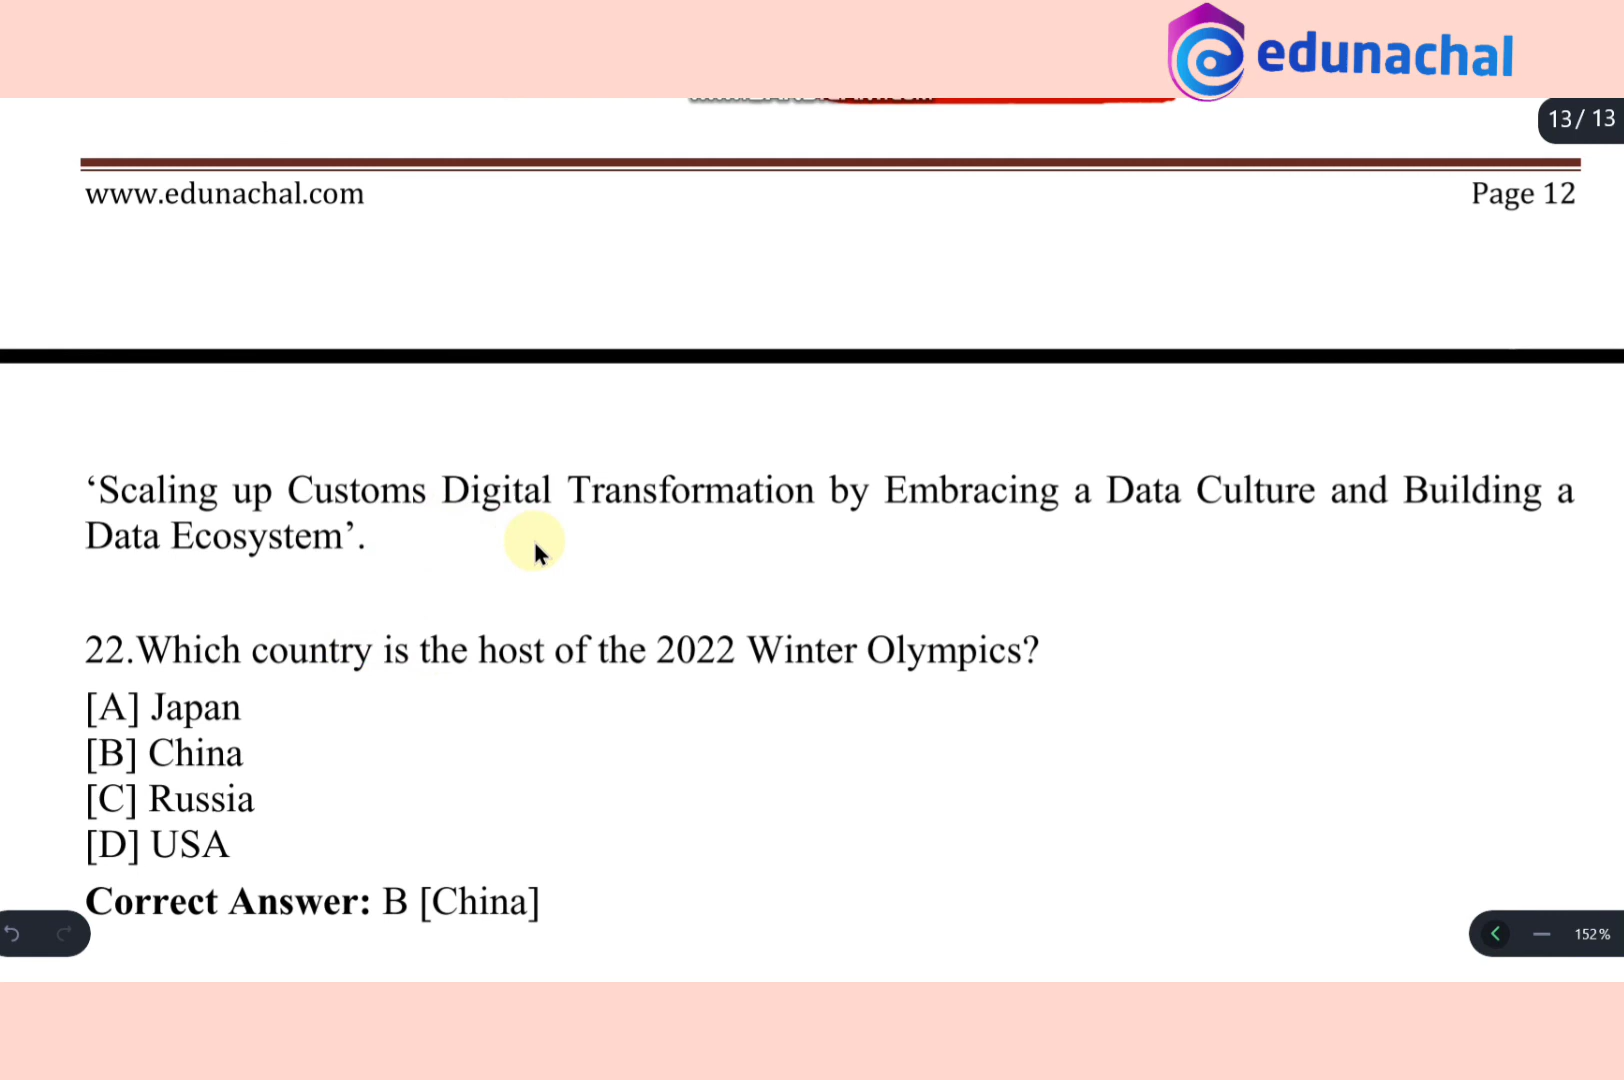 edunachal
13/ 13
www.edunachal.com
Page 12
‘Scaling up Customs Digital Transformation by Embracing a Data Culture and Building a
Data Ecosystem’.
22.Which country is the host of the 2022 Winter Olympics?
[A] Japan
[B] China
[C] Russia
[D] USA
Correct Answer: B [China]
152%